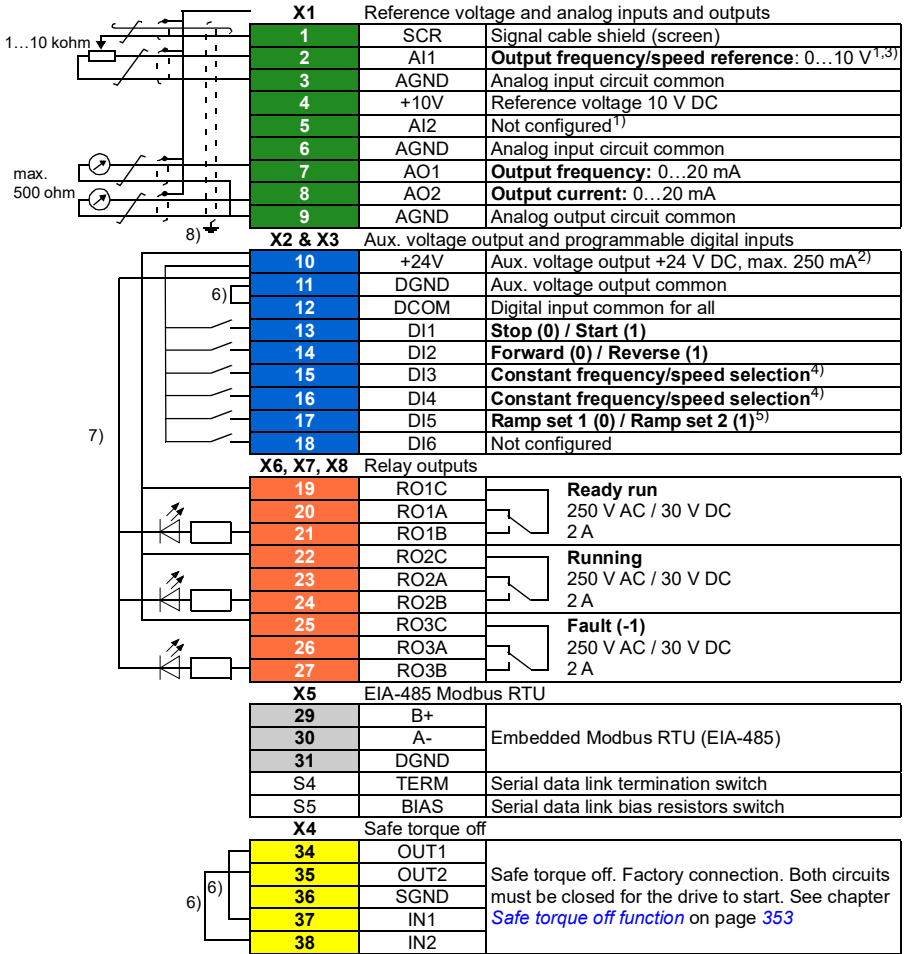 X1 Reference voltage and analog inputs and outputs
1 SCR Signal cable shield (screen)
1…10 kohm
2 AI1 Output frequency/speed reference: 0…10 V1,3)
3 AGND Analog input circuit common
4 +10V Reference voltage 10 V DC
5 AI2 Not configured1)
6 AGND Analog input circuit common
max.
500 ohm
7 AO1 Output frequency: 0…20 mA
8 AO2 Output current: 0…20 mA
9 AGND Analog output circuit common
8)
X2 & X3 Aux. voltage output and programmable digital inputs
10 +24V Aux. voltage output +24 V DC, max. 250 mA2)
11 DGND Aux. voltage output common
6)
12 DCOM Digital input common for all
13 DI1 Stop (0) / Start (1)
14 DI2 Forward (0) / Reverse (1)
15 DI3 Constant frequency/speed selection4)
16 DI4 Constant frequency/speed selection4)
17 DI5 Ramp set 1 (0) / Ramp set 2 (1)5)
7)
18 DI6 Not configured
X6, X7, X8 Relay outputs
19 RO1C Ready run
20 RO1A 250 V AC / 30 V DC
21 RO1B 2 A
22 RO2C Running
23 RO2A 250 V AC / 30 V DC
24 RO2B 2 A
25 RO3C Fault (-1)
26 RO3A 250 V AC / 30 V DC
27 RO3B 2 A
X5 EIA-485 Modbus RTU
29 B+
30 A- Embedded Modbus RTU (EIA-485)
31 DGND
S4 TERM Serial data link termination switch
S5 BIAS Serial data link bias resistors switch
X4 Safe torque off
34 OUT1
35 OUT2 Safe torque off. Factory connection. Both circuits
36 SGND must be closed for the drive to start. See chapter
6) 6)
37 IN1 Safe torque off function on page 353
38 IN2